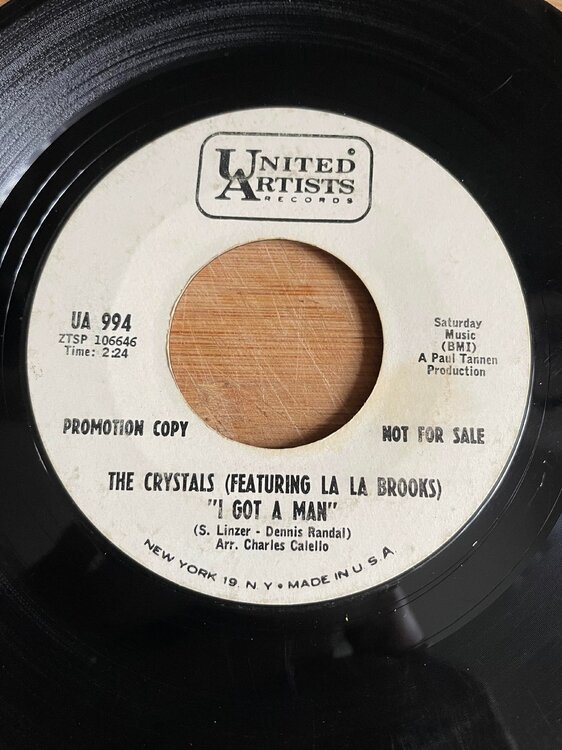 UNITED ©
ARTISTS
RECORDS
UA 994
ZTSP 106646
Time: 2:24
Saturday
Music
(BMI)
A Paul Tannen
Production
PROMOTION COPY
NOT FOR SALE
THE CRYSTALS (FEATURING LA LA BROOKS)
"I GOT A MAN"
(S. Linzer - Dennis Randal)
Arr. Charles Calello
NEW YORK 19, N.Y • MADE IN U.S.A.